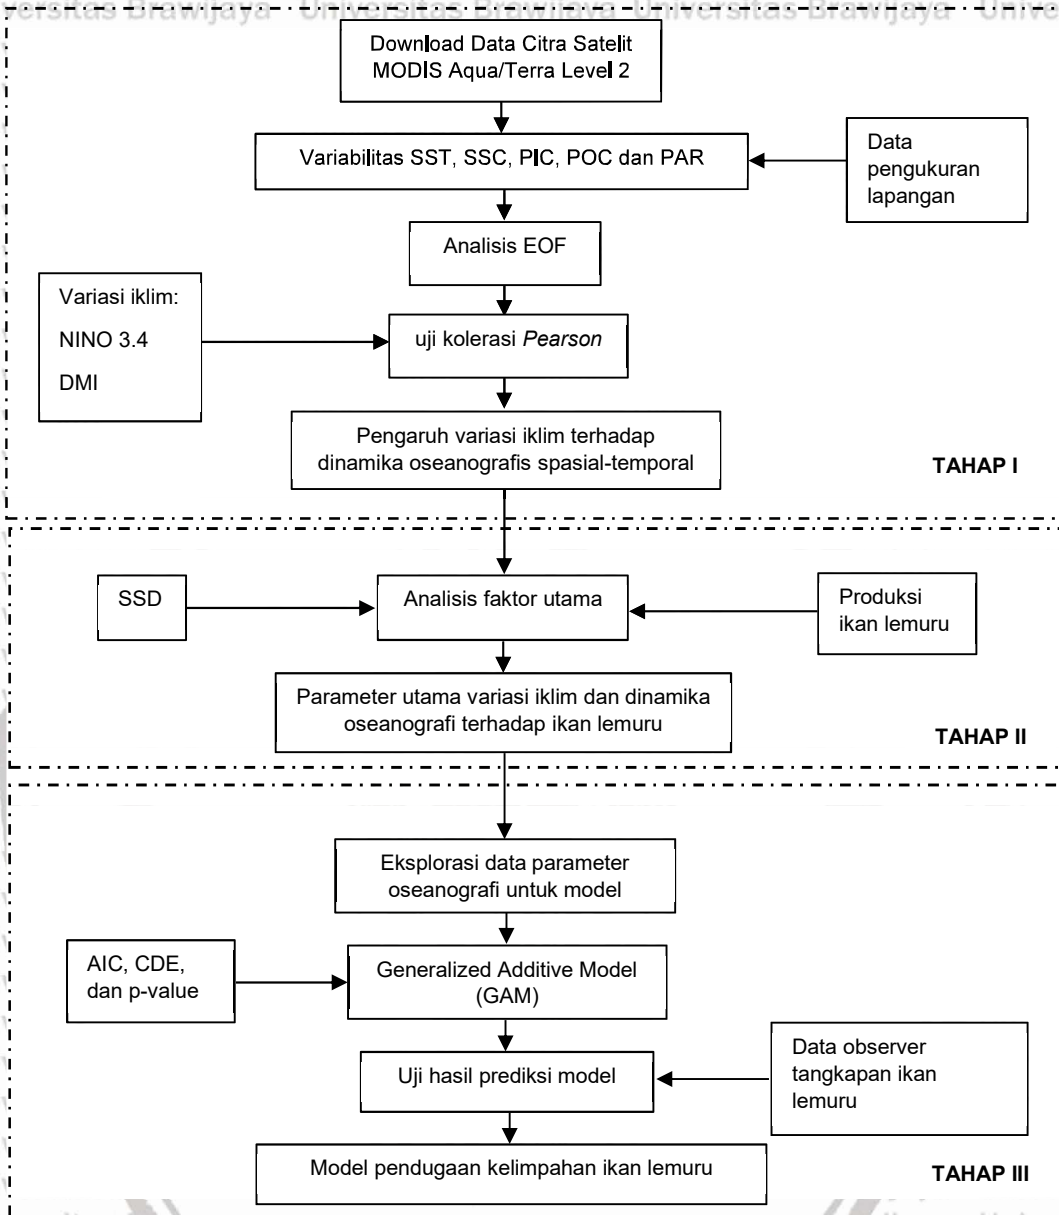 versitas Brawijaya Universitas Brawijaya Universitas Brawijaya Unive
Download Data Citra Satelit
MODIS Aqua/Terra Level 2
Variabilitas SST, SSC, PIC, POC dan PAR
Data
pengukuran
lapangan
Analisis EOF
Variasi iklim:
NINO 3.4
DMI
uji kolerasi Pearson
Pengaruh variasi iklim terhadap
dinamika oseanografis spasial-temporal
TAHAP I
SSD
Analisis faktor utama
Produksi
ikan lemuru
Parameter utama variasi iklim dan dinamika
oseanografi terhadap ikan lemuru
TAHAP II
Eksplorasi data parameter
oseanografi untuk model
AIC, CDE,
dan p-value
Generalized Additive Model
(GAM)
Uji hasil prediksi model
Data observer
tangkapan ikan
lemuru
Model pendugaan kelimpahan ikan lemuru
TAHAP III